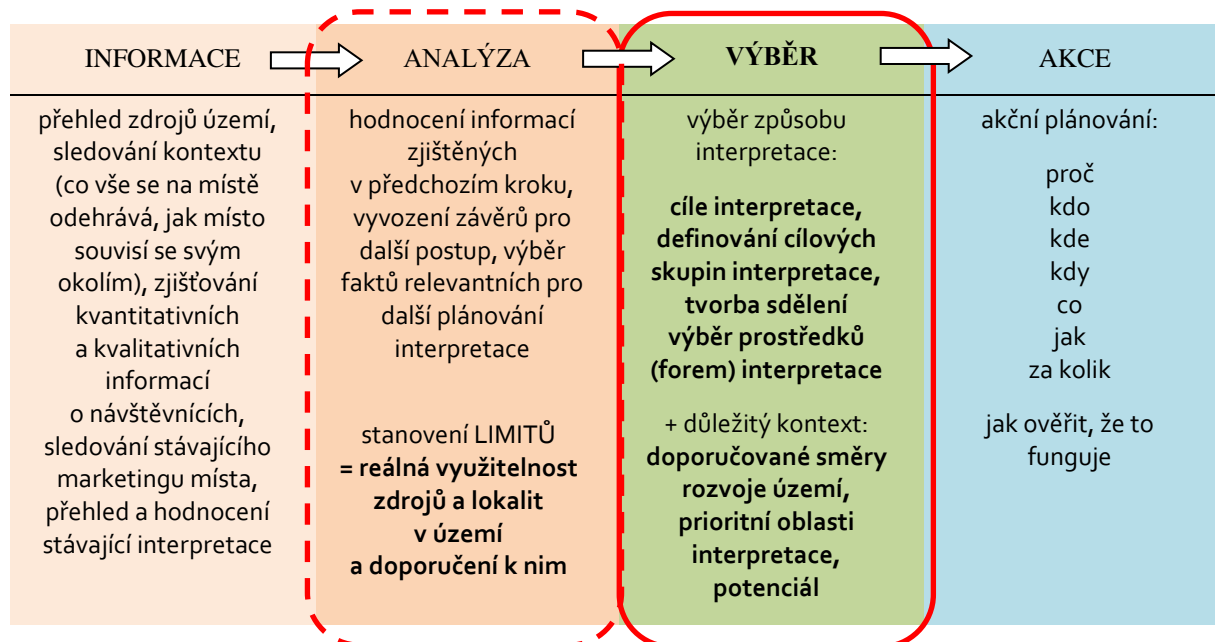 INFORMACE
ANALÝZA
VÝBĚR
AKCE
přehled zdrojů území,
sledování kontextu
(co vše se na místě
odehrává, jak místo
souvisí se svým
okolím), zjišťování
kvantitativních
a kvalitativních
informací
o návštěvnících,
sledování stávajícího
marketingu místa,
přehled a hodnocení
stávající interpretace
hodnocení informací
zjištěných
v předchozím kroku,
vyvození závěrů pro
další postup, výběr
faktů relevantních pro
další plánování
interpretace
stanovení LIMITŮ
= reálná využitelnost
zdrojů a lokalit
v území
a doporučení k nim
výběr způsobu
interpretace:
cíle interpretace,
definování cílových
skupin interpretace,
tvorba sdělení
výběr prostředků
(forem) interpretace
+ důležitý kontext:
doporučované směry
rozvoje území,
prioritní oblasti
interpretace,
potenciál
akční plánování:
proč
kdo
kde
kdy
co
jak
za kolik
jak ověřit, že to
funguje